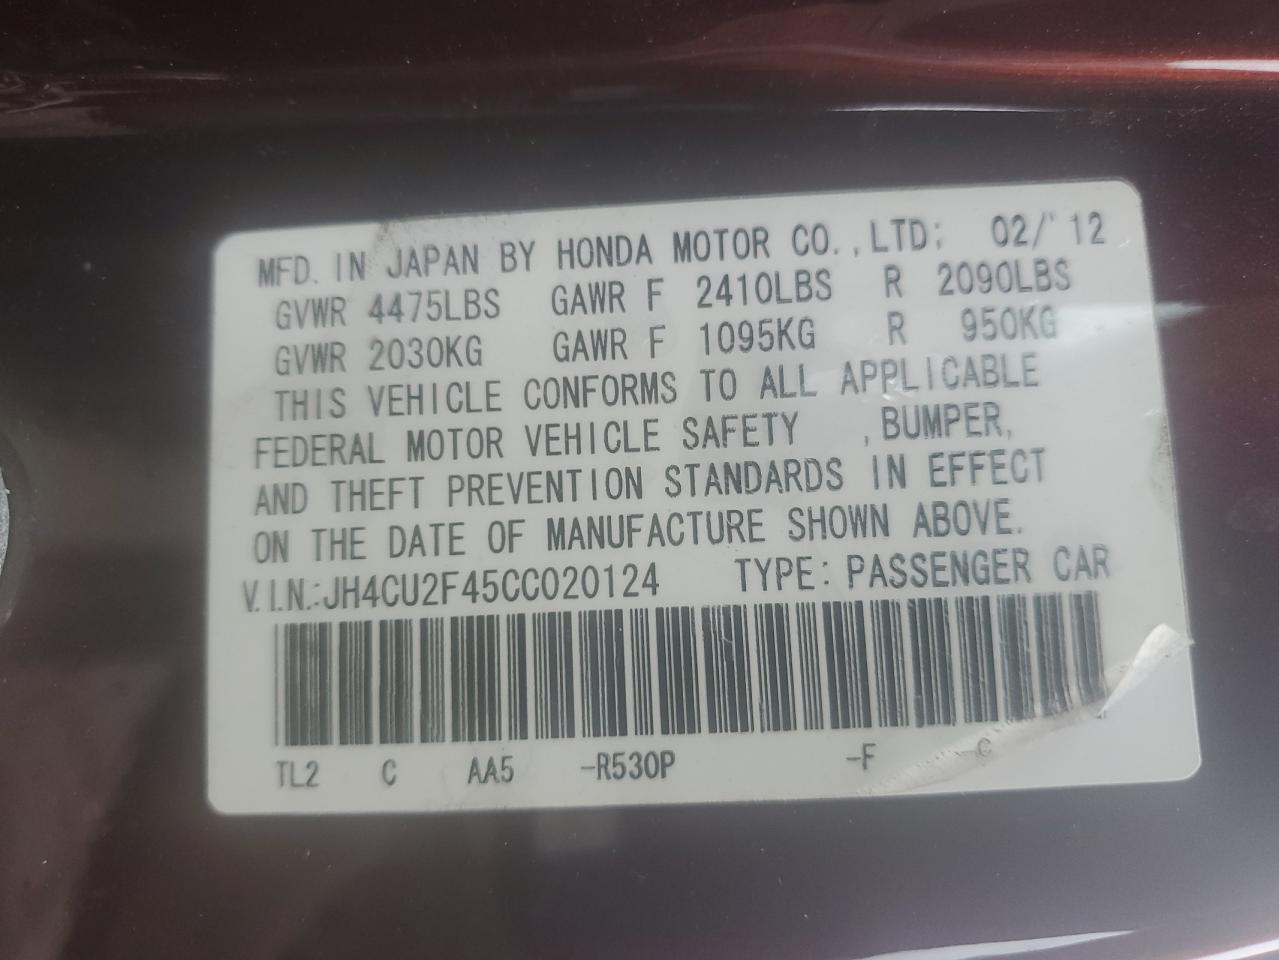 MFD. IN JAPAN BY HONDA MOTOR CO.,LTD; 02/'12
GVWR 4475LBS GAWR F 2410LBS R 2090LBS
GVWR 2030KG GAWR F 1095KG R 950KG
THIS VEHICLE CONFORMS TO ALL APPLICABLE
FEDERAL MOTOR VEHICLE SAFETY ,BUMPER,
AND THEFT PREVENTION STANDARDS IN EFFECT
ON THE DATE OF MANUFACTURE SHOWN ABOVE.
V.I.N.:JH4CU2F45CC020124 TYPE: PASSENGER CAR
TL2 C AA5 -R530P -F -C